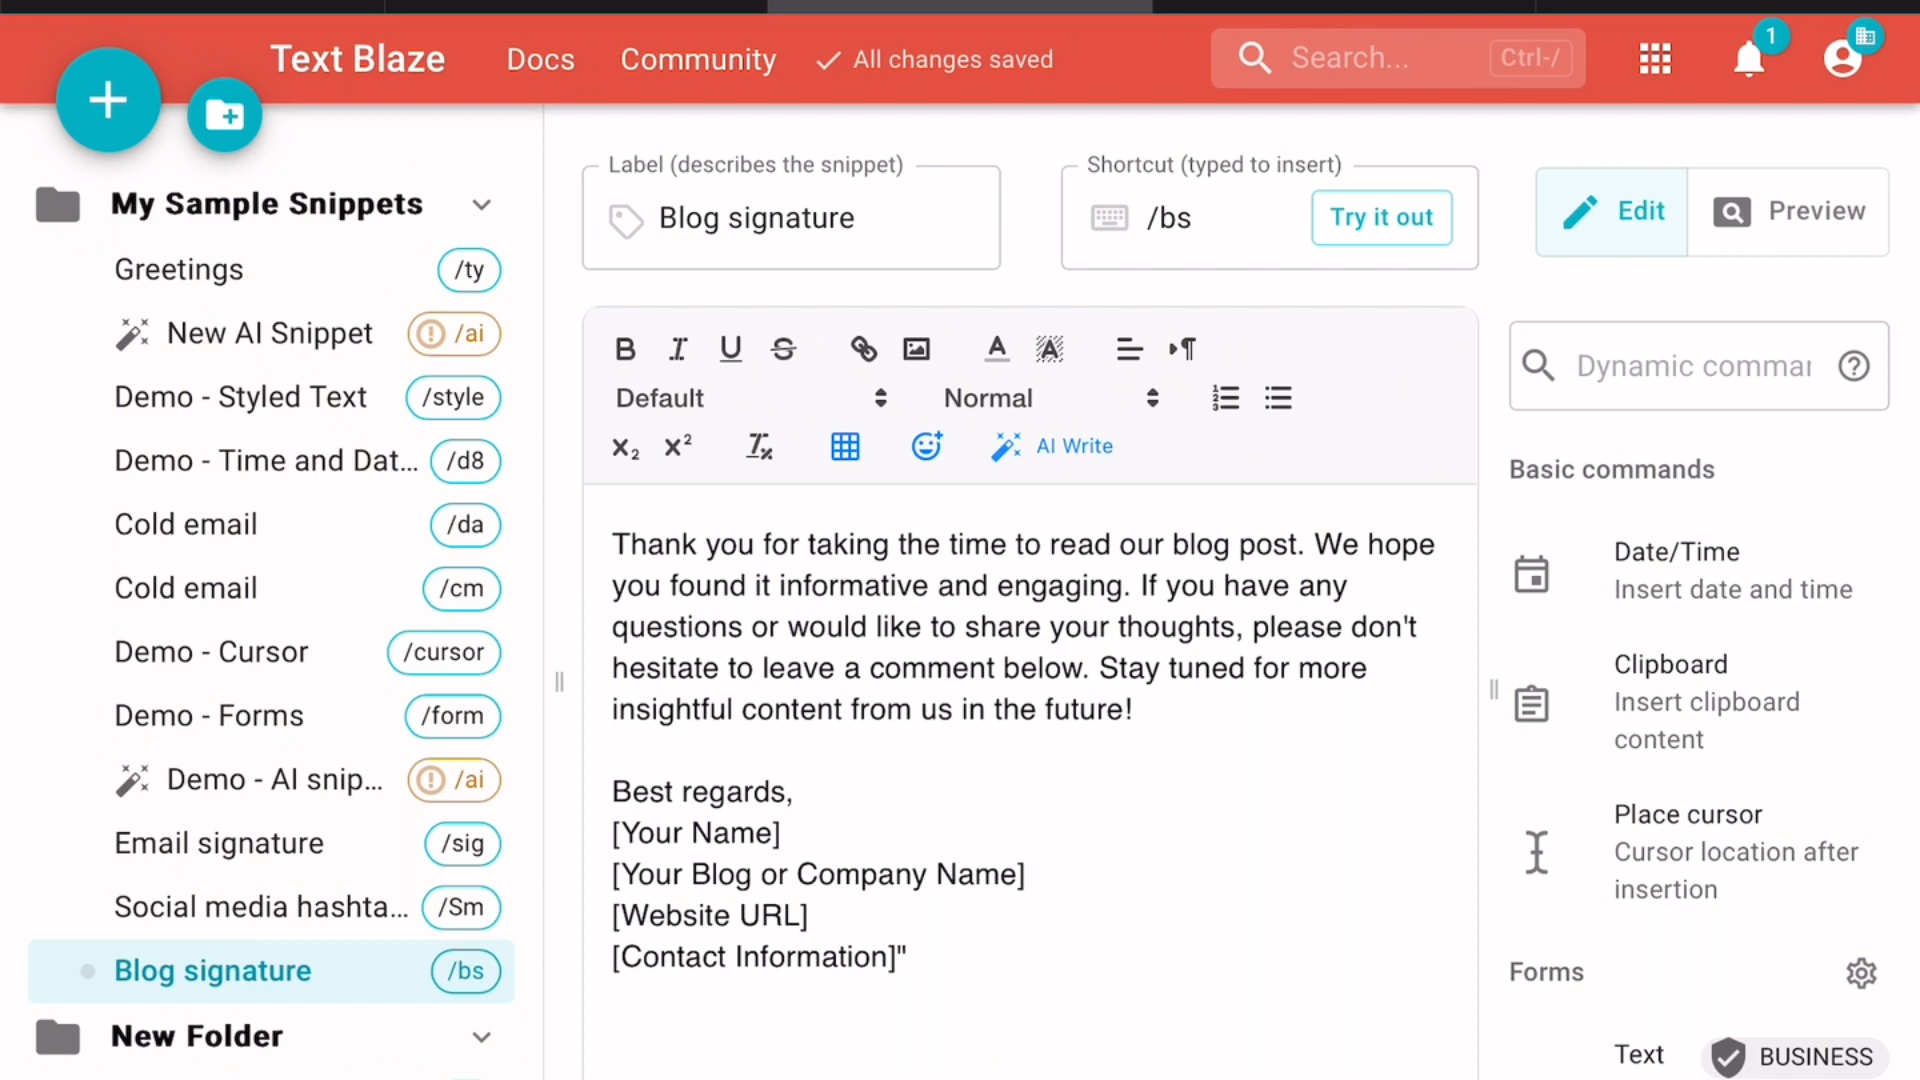 Text Blaze
Docs
Community
All changes saved
Search...
Ctrl-/
1
My Sample Snippets
Greetings
/ty
New AI Snippet
/ai
Demo - Styled Text
/style
Demo - Time and Dat...
/d8
Cold email
/da
Cold email
/cm
Demo - Cursor
/cursor
Demo - Forms
/form
Demo - AI snip...
/ai
Email signature
/sig
Social media hashta...
/Sm
Blog signature
/bs
New Folder
Label (describes the snippet)
Blog signature
Shortcut (typed to insert)
/bs
Try it out
Edit
Preview
Default
Normal
AI Write
Thank you for taking the time to read our blog post. We hope
you found it informative and engaging. If you have any
questions or would like to share your thoughts, please don't
hesitate to leave a comment below. Stay tuned for more
insightful content from us in the future!
Best regards,
[Your Name]
[Your Blog or Company Name]
[Website URL]
[Contact Information]"
Dynamic commar
Basic commands
Date/Time
Insert date and time
Clipboard
Insert clipboard
content
Place cursor
Cursor location after
insertion
Forms
Text
BUSINESS